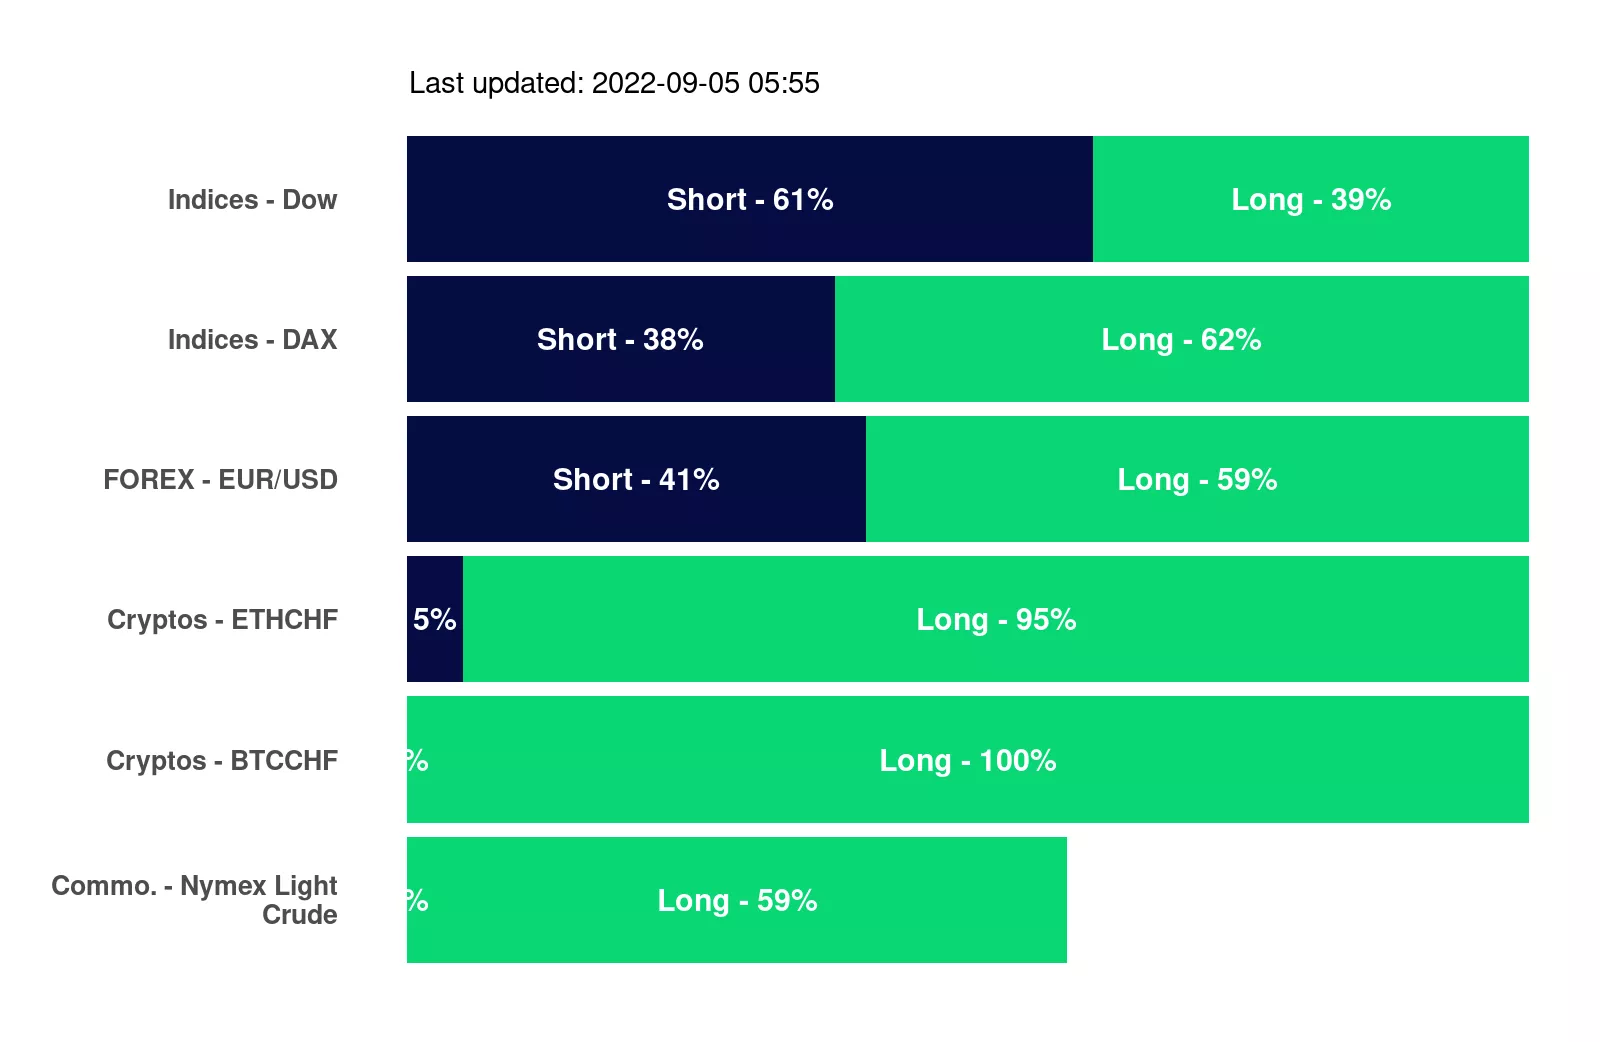 Last updated: 2022-09-05 05:55
Indices - Dow
Short - 61%
Long - 39%
Indices - DAX
Short - 38%
Long - 62%
FOREX - EUR/USD
Short - 41%
Long - 59%
Cryptos - ETHCHF
5%
Long - 95%
Cryptos - BTCCHF
%
Long - 100%
Commo. - Nymex Light
Crude
%
Long - 59%